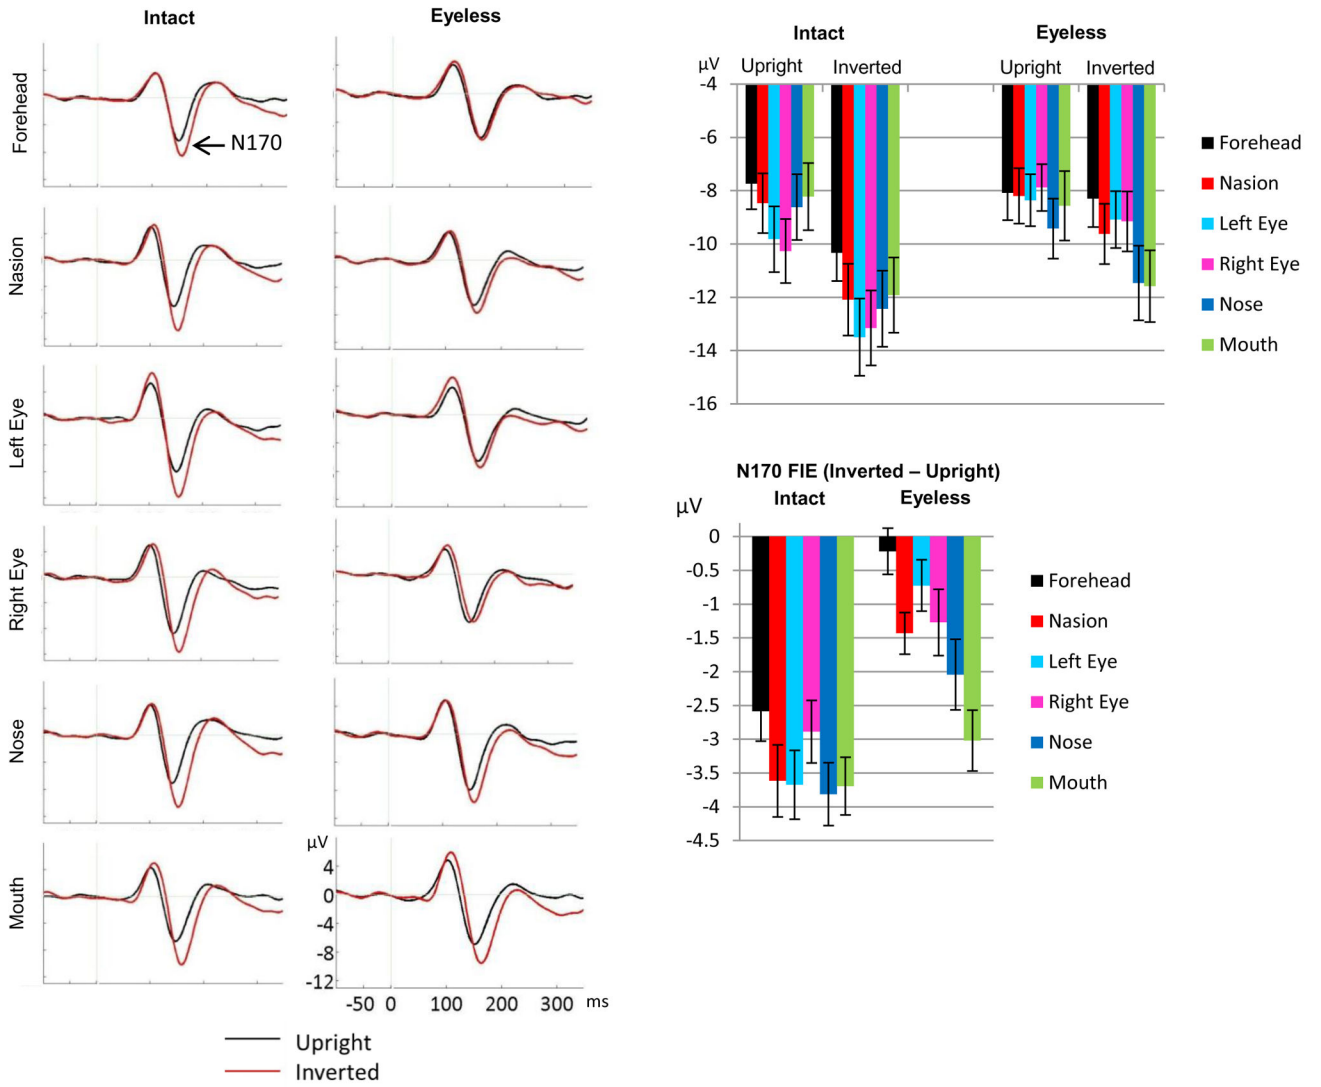 Intact
Eyeless
Forehead
N170
Nasion
Left Eye
Right Eye
Nose
Mouth
µV
4
0
-4
-8
-12
-50 0 100 200 300 ms
Upright
Inverted
Intact
Eyeless
µV Upright Inverted Upright Inverted
-4
-6
-8
-10
-12
-14
-16
Forehead
Nasion
Left Eye
Right Eye
Nose
Mouth
N170 FIE (Inverted – Upright)
Intact Eyeless
µV
0
-0.5
-1
-1.5
-2
-2.5
-3
-3.5
-4
-4.5
Forehead
Nasion
Left Eye
Right Eye
Nose
Mouth